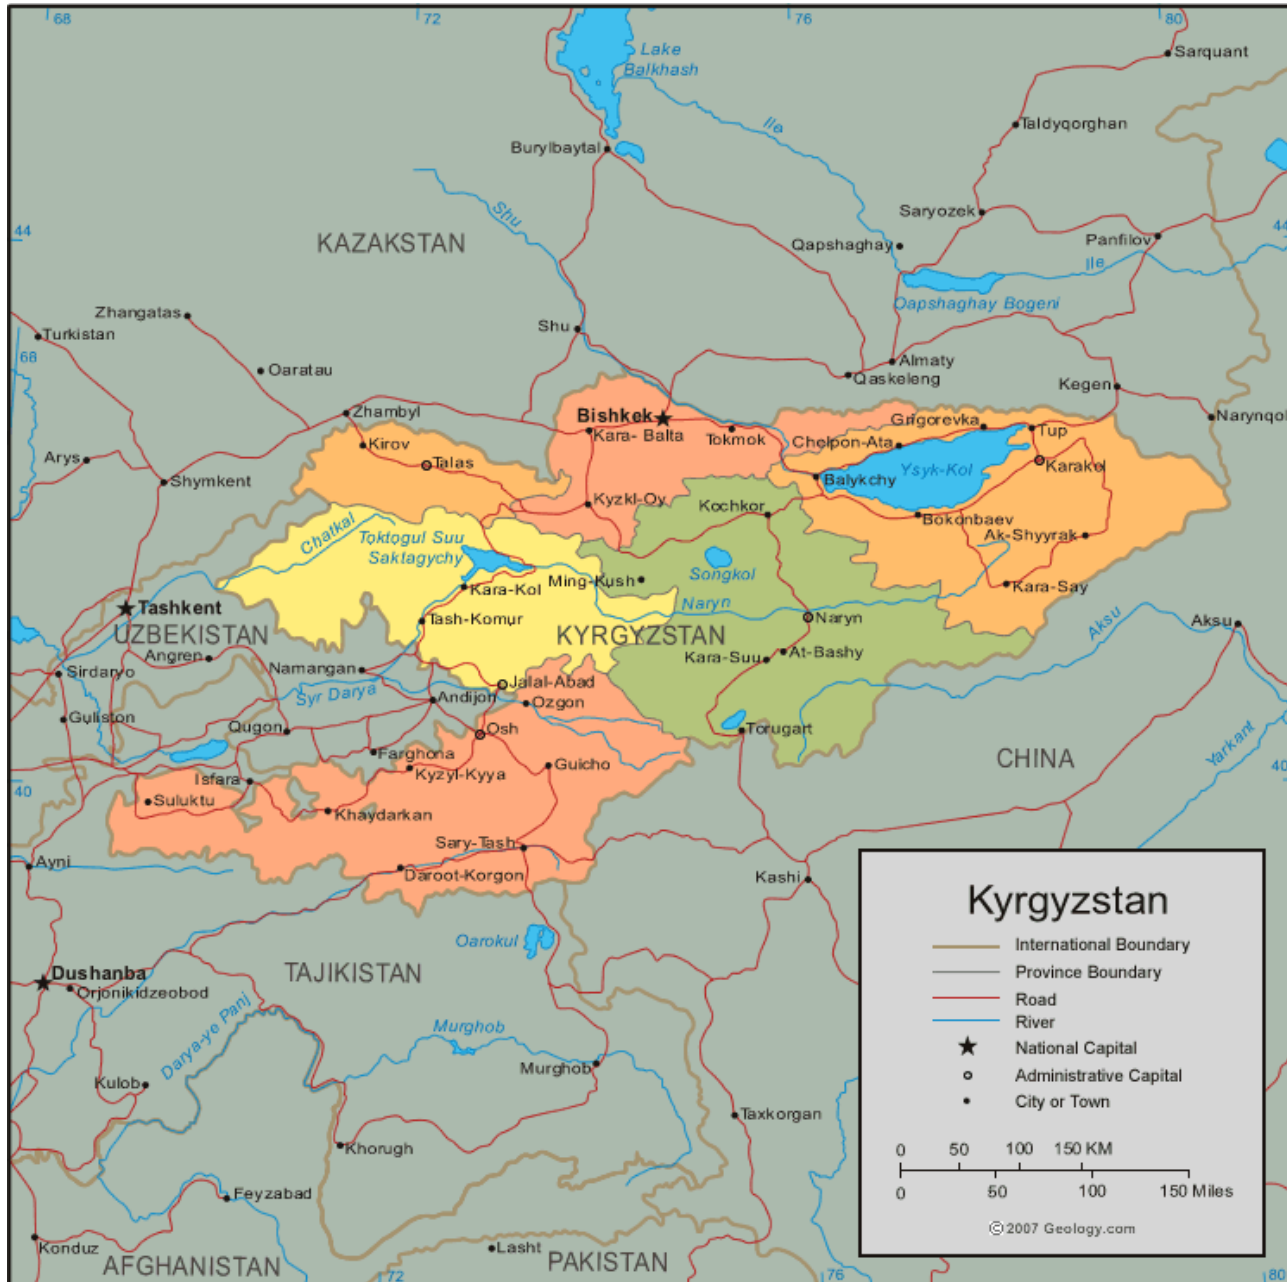 68
72
76
80
Lake
Balkhash
Sarquant
Ile
Taldyqorghan
Burylbaytal
Shu
Saryozek
44
KAZAKSTAN
Qapshaghay
Panfilov
44
Ile
Oapshaghay Bogeni
Zhangatas
Turkistan
Shu
68
Oaratau
Almaty
Qaskeleng
Kegen
Zhambyl
Bishkek
Grigorevka
Narynqol
Kirov
Kara- Balta
Tokmok
Cholpon-Ata
Tup
Arys
Talas
Ysyk-Kol
Karakol
Shymkent
Balykchy
Kyzkl-Oy
Kochkor
Bokonbaev
Chatkal
Toktogul Suu
Saktagychy
Ak-Shyyrak
Songkol
Kara-Kol
Ming-Kush
Kara-Say
Tashkent
Naryn
Naryn
Aksu
Aksu
UZBEKISTAN
Tash-Komur
KYRGYZSTAN
Angren
Namangan
Kara-Suu
At-Bashy
Sirdaryo
Syr Darya
Jalal-Abad
Andijon
Ozgon
Guliston
Qugon
Osh
Torugart
Yarkant
Farghona
CHINA
Isfara
Kyzyl-Kyya
Guicho
40
40
Suluktu
Khaydarkan
Sary-Tash
Ayni
Daroot-Korgon
Kashi
Oarokul
Dushanba
TAJIKISTAN
Orjonikidzeobod
Darya-ye Panj
Murghob
Kulob
Murghob
Taxkorgan
Khorugh
Feyzabad
Konduz
Lasht
AFGHANISTAN
PAKISTAN
72
76
80
Kyrgyzstan
International Boundary
Province Boundary
Road
River
National Capital
Administrative Capital
City or Town
0 50 100 150 KM
0 50 100 150 Miles
© 2007 Geology.com